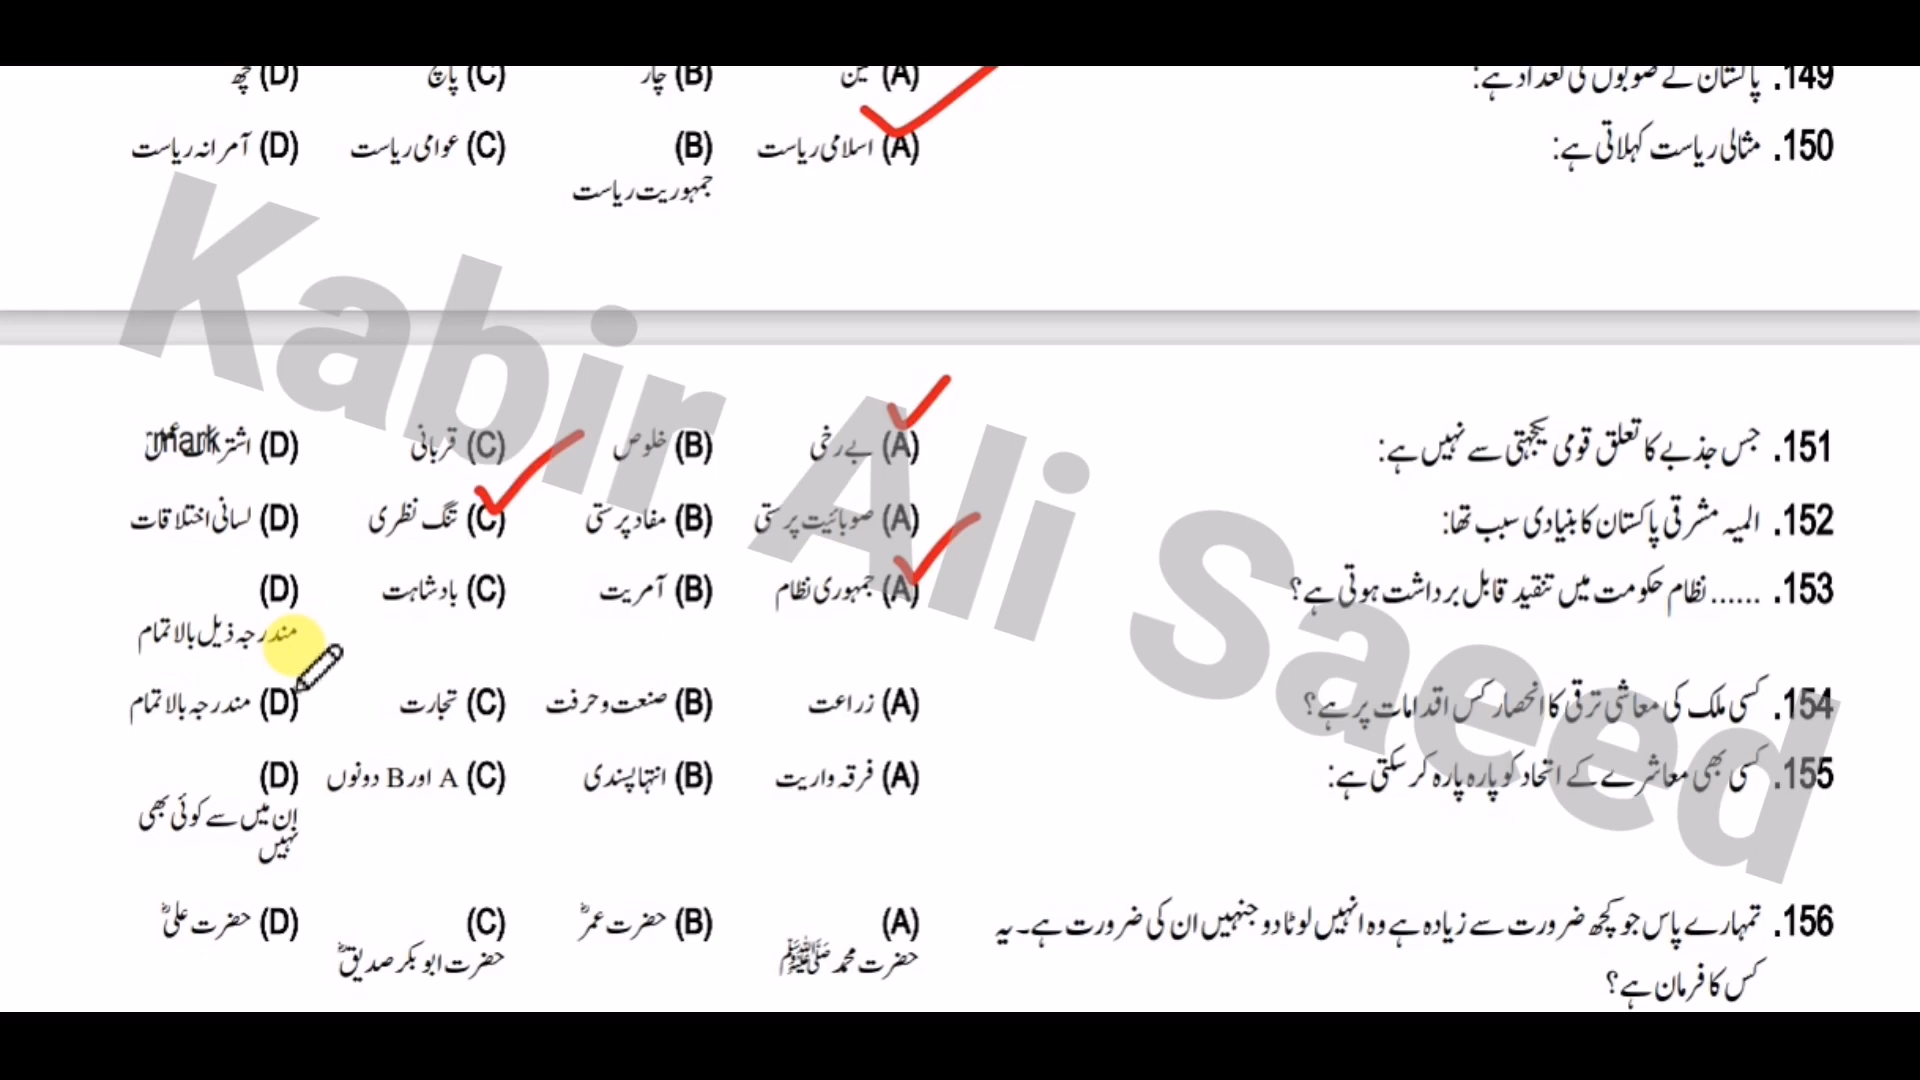 149. پاکستان کے صوبوں کی تعداد ہے: (A) تین (B) چار (C) پانچ (D) چھ
150. مثالی ریاست کہلاتی ہے: (A) اسلامی ریاست (B) جمہوریت ریاست (C) عوامی ریاست (D) آمرانہ ریاست
151. جس جذبے کا تعلق قومی یکجہتی سے نہیں ہے: (A) بے رخی (B) خلوص (C) قربانی (D)
mark
152. المیہ مشرقی پاکستان کا بنیادی سبب تھا: (A) صوبائیت پرستی (B) مفاد پرستی (C) تنگ نظری (D) لسانی اختلاقات
153. ...... نظام حکومت میں تنقید قابل برداشت ہوتی ہے؟ (A) جمہوری نظام (B) آمریت (C) بادشاہت (D) مندرجہ ذیل بالا تمام
154. کسی ملک کی معاشی ترقی کا انحصار کس اقدامات پر ہے؟ (A) زراعت (B) صنعت و حرفت (C) تجارت (D) مندرجہ بالا تمام
155. کسی بھی معاشرے کے اتحاد کو پارہ پارہ کر سکتی ہے: (A) فرقہ واریت (B) انتہا پسندی (C) A اور B دونوں (D) ان میں سے کوئی بھی نہیں
156. تمہارے پاس جو کچھ ضرورت سے زیادہ ہے وہ انہیں لوٹا دو جنہیں ان کی ضرورت ہے۔ یہ
کس کا فرمان ہے؟ (A) حضرت محمد ﷺ (B) حضرت عمرؓ (C) حضرت ابو بکر صدیقؓ (D) حضرت علیؓ
Kabir Ali Saeed